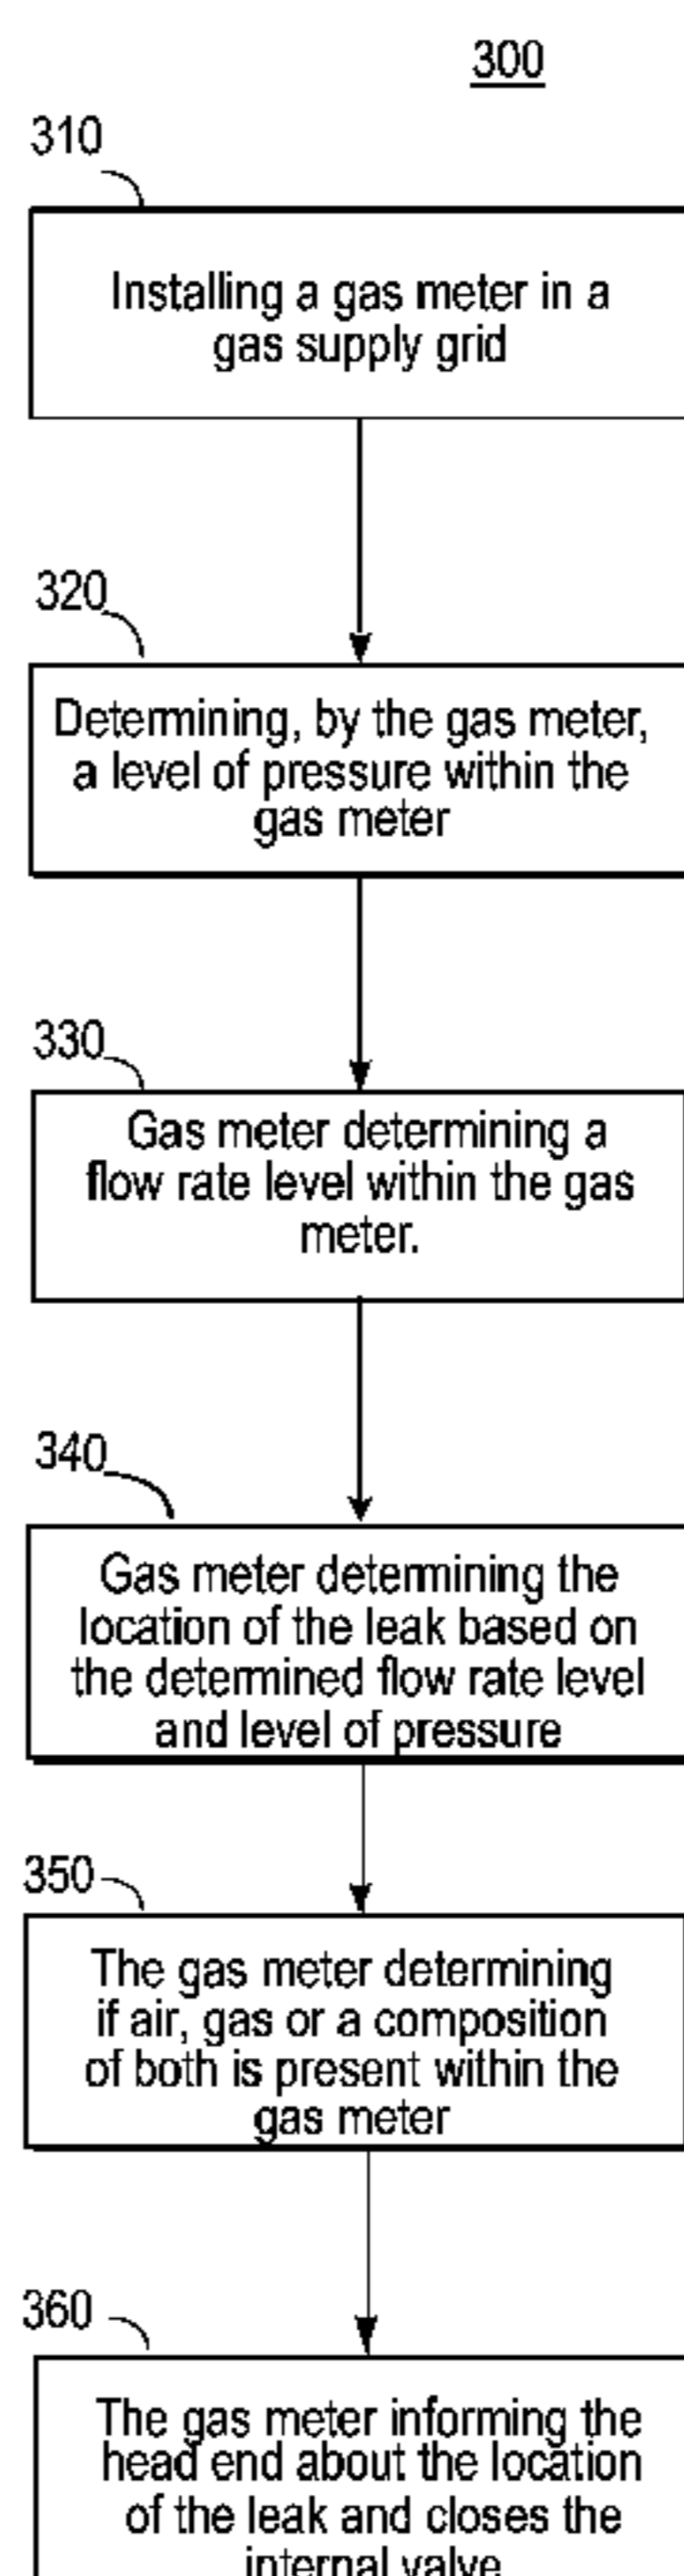 300
310
Installing a gas meter in a
gas supply grid
320
Determining, by the gas meter,
a level of pressure within the
gas meter
330
Gas meter determining a
flow rate level within the gas
meter.
340
Gas meter determining the
location of the leak based on
the determined flow rate level
and level of pressure
350
The gas meter determining
if air, gas or a composition
of both is present within the
gas meter
360
The gas meter informing the
head end about the location
of the leak and closes the
internal valve